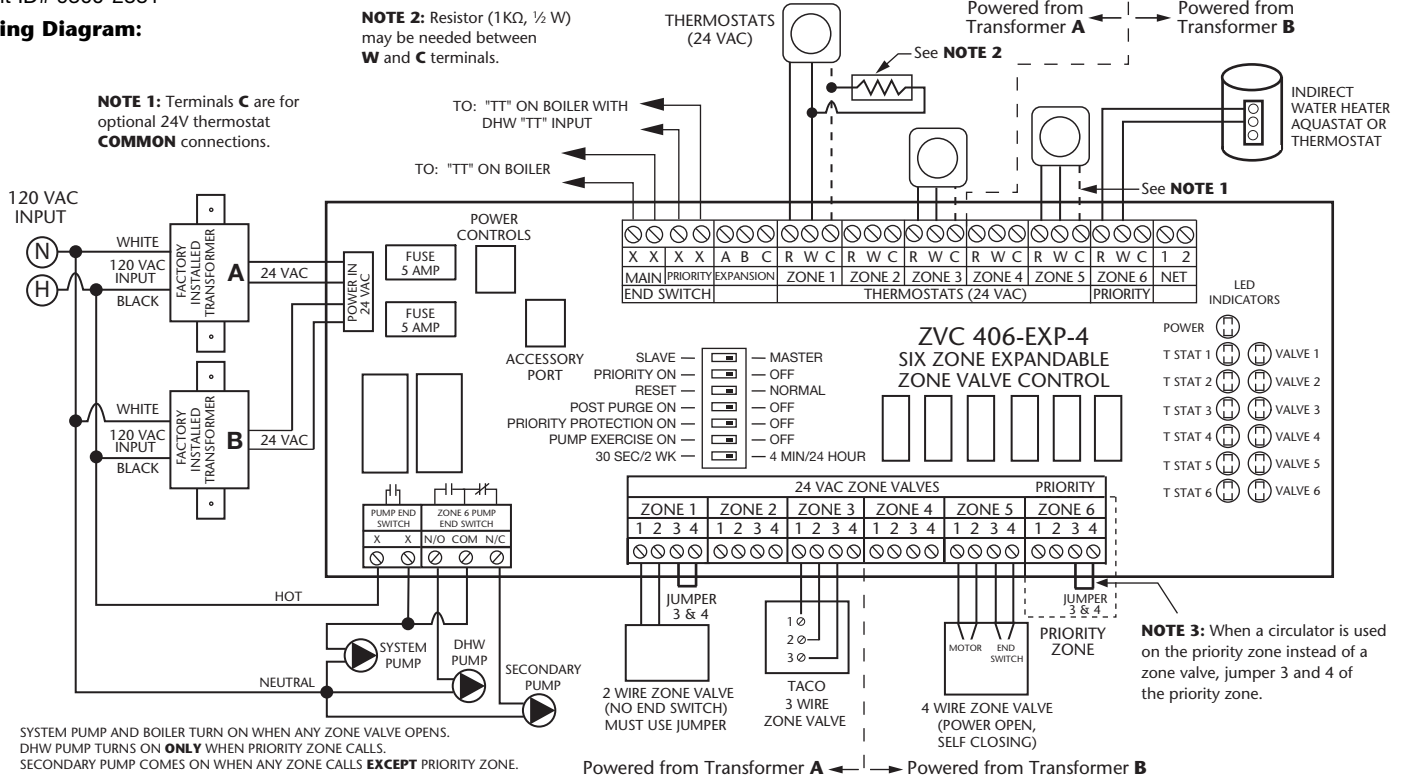 ing Diagram:
NOTE 2: Resistor (1KΩ, ½ W)
may be needed between
W and C terminals.
NOTE 1: Terminals C are for
optional 24V thermostat
COMMON connections.
THERMOSTATS
(24 VAC)
See NOTE 2
Powered from
Transformer A
Powered from
Transformer B
TO: "TT" ON BOILER WITH
DHW "TT" INPUT
TO: "TT" ON BOILER
INDIRECT
WATER HEATER
AQUASTAT OR
THERMOSTAT
See NOTE 1
120 VAC
INPUT
N
H
WHITE
120 VAC
INPUT
BLACK
FACTORY
INSTALLED
TRANSFORMER
A
24 VAC
WHITE
120 VAC
INPUT
BLACK
FACTORY
INSTALLED
TRANSFORMER
B
24 VAC
POWER IN
24 VAC
FUSE
5 AMP
FUSE
5 AMP
POWER
CONTROLS
ACCESSORY
PORT
X X X X A B C R W C R W C R W C R W C R W C R W C 1 2
MAIN PRIORITY EXPANSION ZONE 1 ZONE 2 ZONE 3 ZONE 4 ZONE 5 ZONE 6 NET
END SWITCH THERMOSTATS (24 VAC) PRIORITY
SLAVE MASTER
PRIORITY ON OFF
RESET NORMAL
POST PURGE ON OFF
PRIORITY PROTECTION ON OFF
PUMP EXERCISE ON OFF
30 SEC/2 WK 4 MIN/24 HOUR
ZVC 406-EXP-4
SIX ZONE EXPANDABLE
ZONE VALVE CONTROL
LED
INDICATORS
POWER
T STAT 1 VALVE 1
T STAT 2 VALVE 2
T STAT 3 VALVE 3
T STAT 4 VALVE 4
T STAT 5 VALVE 5
T STAT 6 VALVE 6
24 VAC ZONE VALVES PRIORITY
ZONE 1 ZONE 2 ZONE 3 ZONE 4 ZONE 5 ZONE 6
1 2 3 4 1 2 3 4 1 2 3 4 1 2 3 4 1 2 3 4 1 2 3 4
PUMP END
SWITCH
ZONE 6 PUMP
END SWITCH
X X N/O COM N/C
HOT
NEUTRAL
SYSTEM
PUMP
DHW
PUMP
SECONDARY
PUMP
JUMPER
3 & 4
2 WIRE ZONE VALVE
(NO END SWITCH)
MUST USE JUMPER
1
2
3
TACO
3 WIRE
ZONE VALVE
MOTOR END
SWITCH
4 WIRE ZONE VALVE
(POWER OPEN,
SELF CLOSING)
JUMPER
3 & 4
PRIORITY
ZONE
NOTE 3: When a circulator is used
on the priority zone instead of a
zone valve, jumper 3 and 4 of
the priority zone.
SYSTEM PUMP AND BOILER TURN ON WHEN ANY ZONE VALVE OPENS.
DHW PUMP TURNS ON ONLY WHEN PRIORITY ZONE CALLS.
SECONDARY PUMP COMES ON WHEN ANY ZONE CALLS EXCEPT PRIORITY ZONE.
Powered from Transformer A Powered from Transformer B